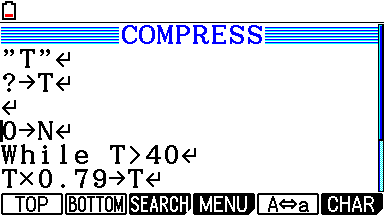 COMPRESS
"T"↵
?→T↵
↵
0→N↵
While T>40↵
T×0.79→T↵
TOP BOTTOM SEARCH MENU A⇔a CHAR